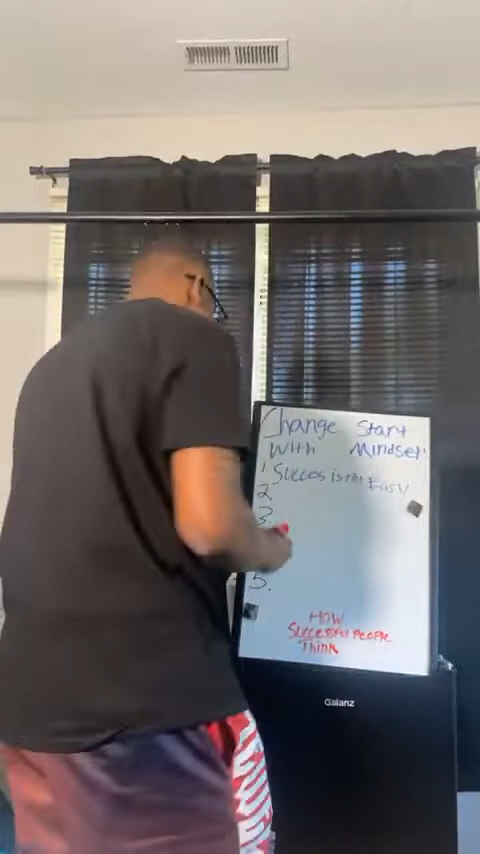 Change Start
With Mindset
1. Succes is not Easy
2
3.
5.
HOW
Successful People
Think
Galanz